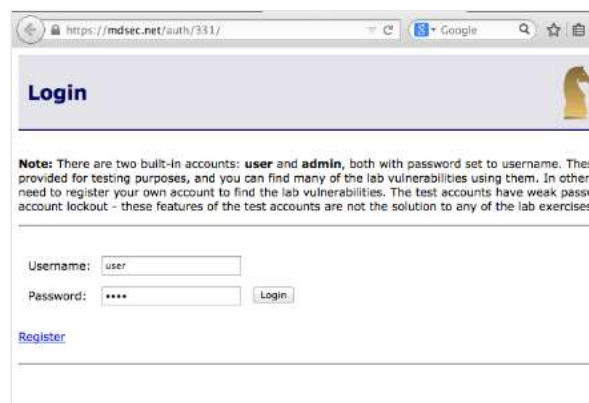 https://mdsec.net/auth/331/
Google
Login
Note: There are two built-in accounts: user and admin, both with password set to username. Thes
provided for testing purposes, and you can find many of the lab vulnerabilities using them. In other
need to register your own account to find the lab vulnerabilities. The test accounts have weak passw
account lockout - these features of the test accounts are not the solution to any of the lab exercises
Username: user
Password: •••• Login
Register